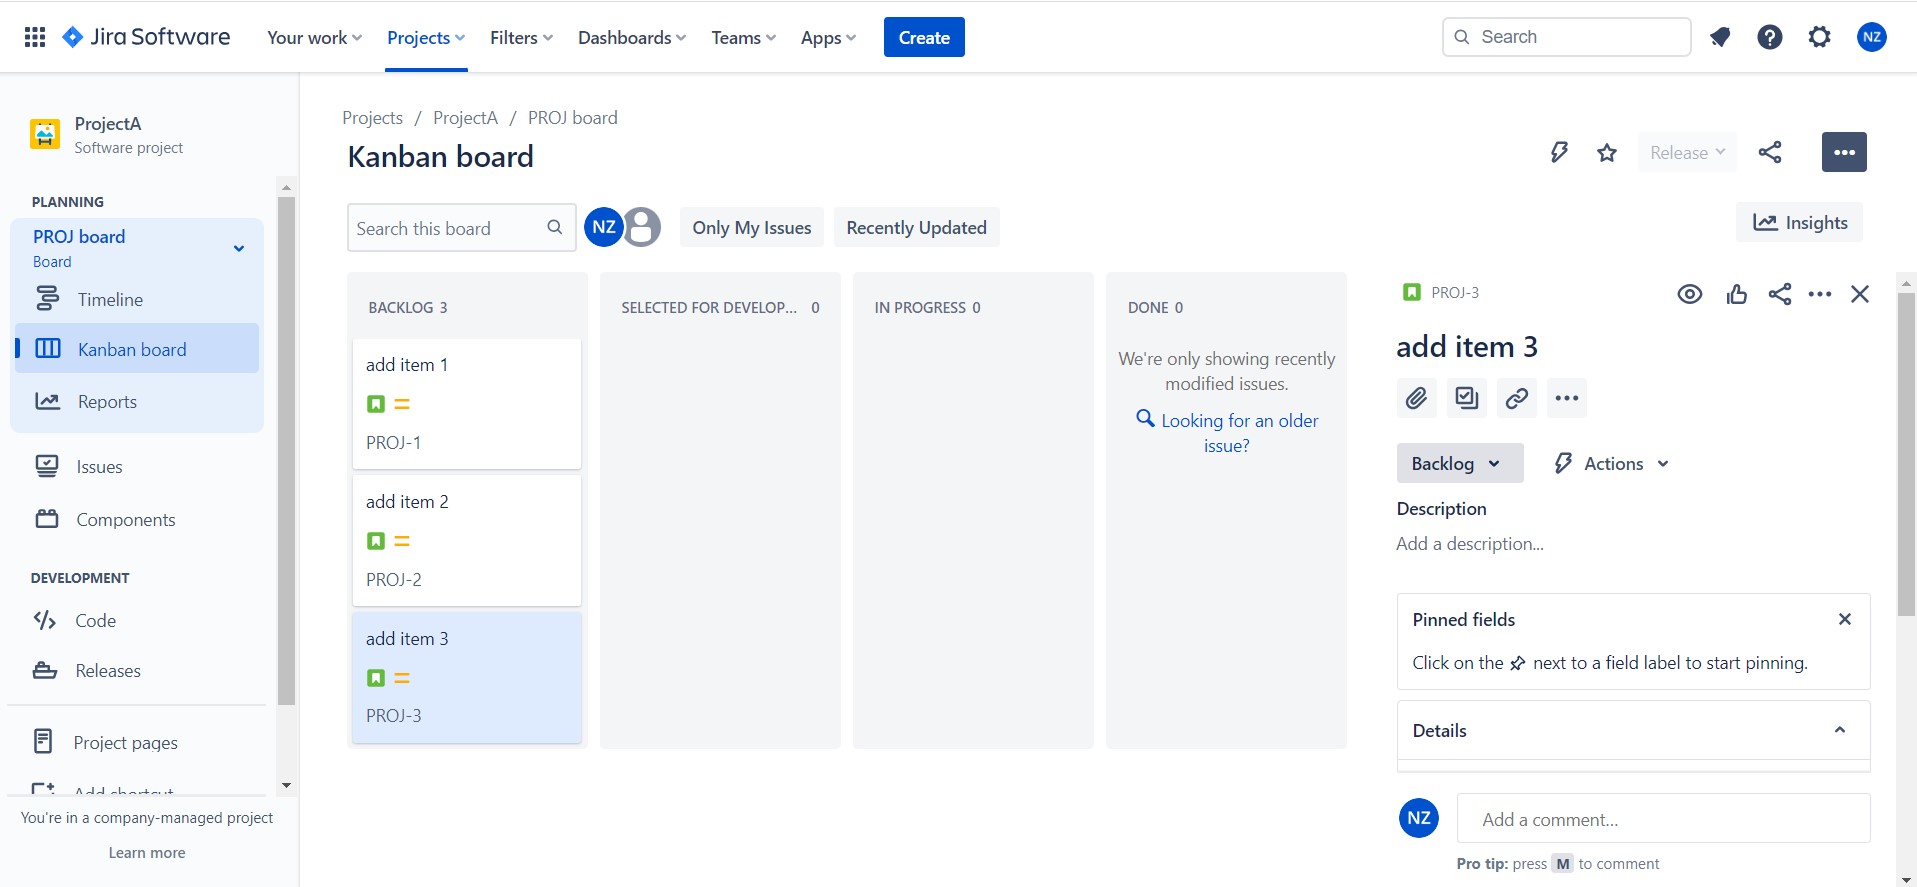 Jira Software
Your work
Projects
Filters
Dashboards
Teams
Apps
Create
Search
NZ
ProjectA
Software project
PLANNING
PROJ board
Board
Timeline
Kanban board
Reports
Issues
Components
DEVELOPMENT
Code
Releases
Project pages
Add shortcut
You're in a company-managed project
Learn more
Projects / ProjectA / PROJ board
Kanban board
Release
Search this board
NZ
Only My Issues
Recently Updated
Insights
BACKLOG 3
add item 1
PROJ-1
add item 2
PROJ-2
add item 3
PROJ-3
SELECTED FOR DEVELOP... 0
IN PROGRESS 0
DONE 0
We're only showing recently
modified issues.
Looking for an older
issue?
PROJ-3
add item 3
Backlog
Actions
Description
Add a description...
Pinned fields
Click on the next to a field label to start pinning.
Details
NZ
Add a comment...
Pro tip: press M to comment